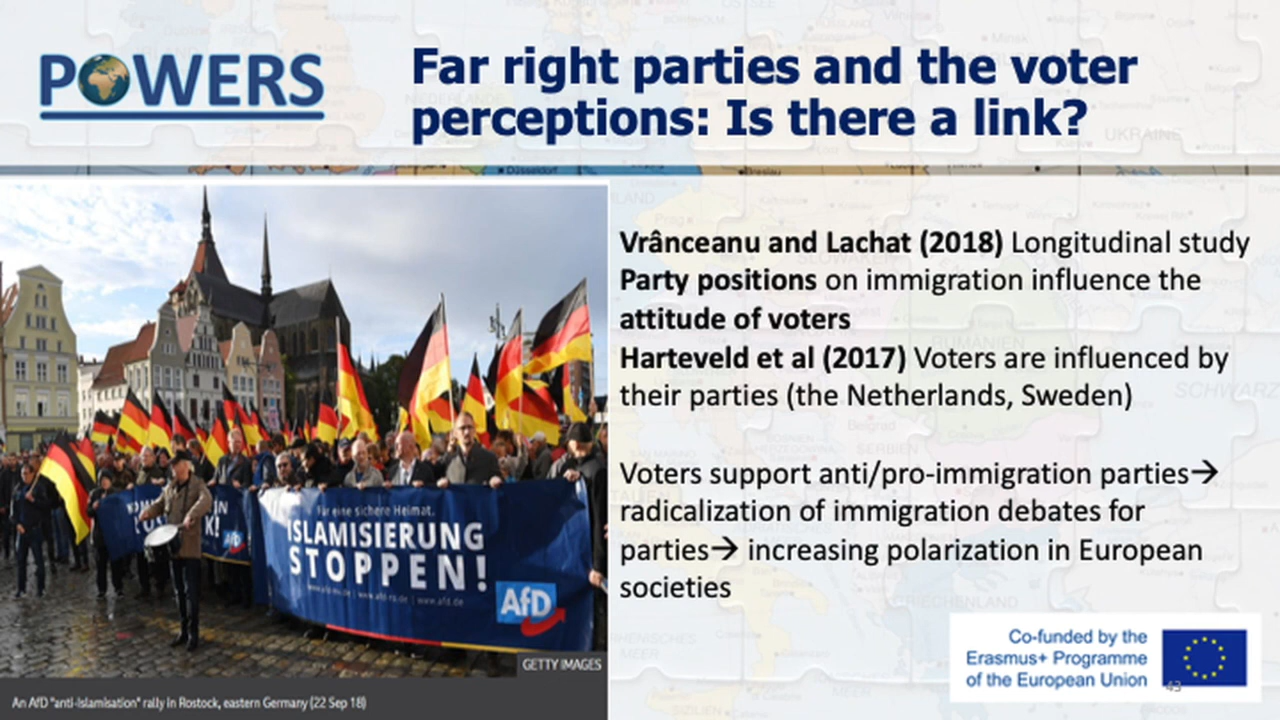 POWERS
Far right parties and the voter
perceptions: Is there a link?
Düsseldorf
Breslau
UKRAINE
Vrânceanu and Lachat (2018) Longitudinal study
Party positions on immigration influence the
attitude of voters
Harteveld et al (2017) Voters are influenced by
their parties (the Netherlands, Sweden)
Voters support anti/pro-immigration parties→
radicalization of immigration debates for
parties→ increasing polarization in European
societies
Für eine sichere Heimat.
ISLAMISIERUNG
STOPPEN!
AfD
GETTY IMAGES
An AfD "anti-Islamisation" rally in Rostock, eastern Germany (22 Sep 18)
Co-funded by the
Erasmus+ Programme
of the European Union
43